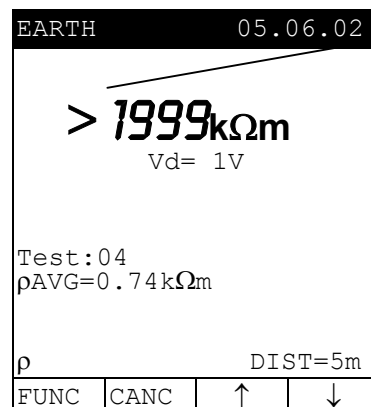 EARTH 05.06.02
> 1999kΩm
Vd= 1V
Test:04
ρAVG=0.74kΩm
ρ DIST=5m
FUNC CANC ↑ ↓